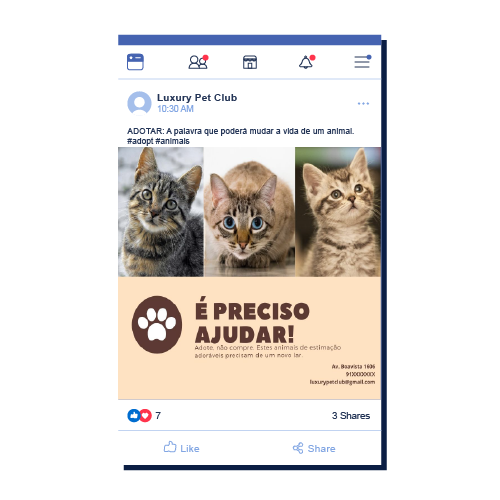 Luxury Pet Club
10:30 AM
ADOTAR: A palavra que poderá mudar a vida de um animal.
#adopt #animais
É PRECISO
AJUDAR!
Adote, não compre. Estes animais de estimação
adoráveis precisam de um novo lar.
Av. Boavista 1606
91XXXXXXX
luxurypetclub@gmail.com
7
3 Shares
Like
Share